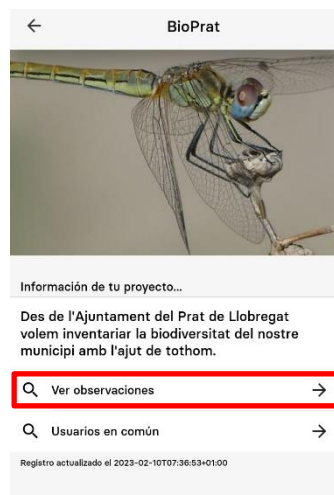 BioPrat
Información de tu proyecto...
Des de l'Ajuntament del Prat de Llobregat
volem inventariar la biodiversitat del nostre
municipi amb l'ajut de tothom.
Ver observaciones
Usuarios en común
Registro actualizado el 2023-02-10T07:36:53+01:00